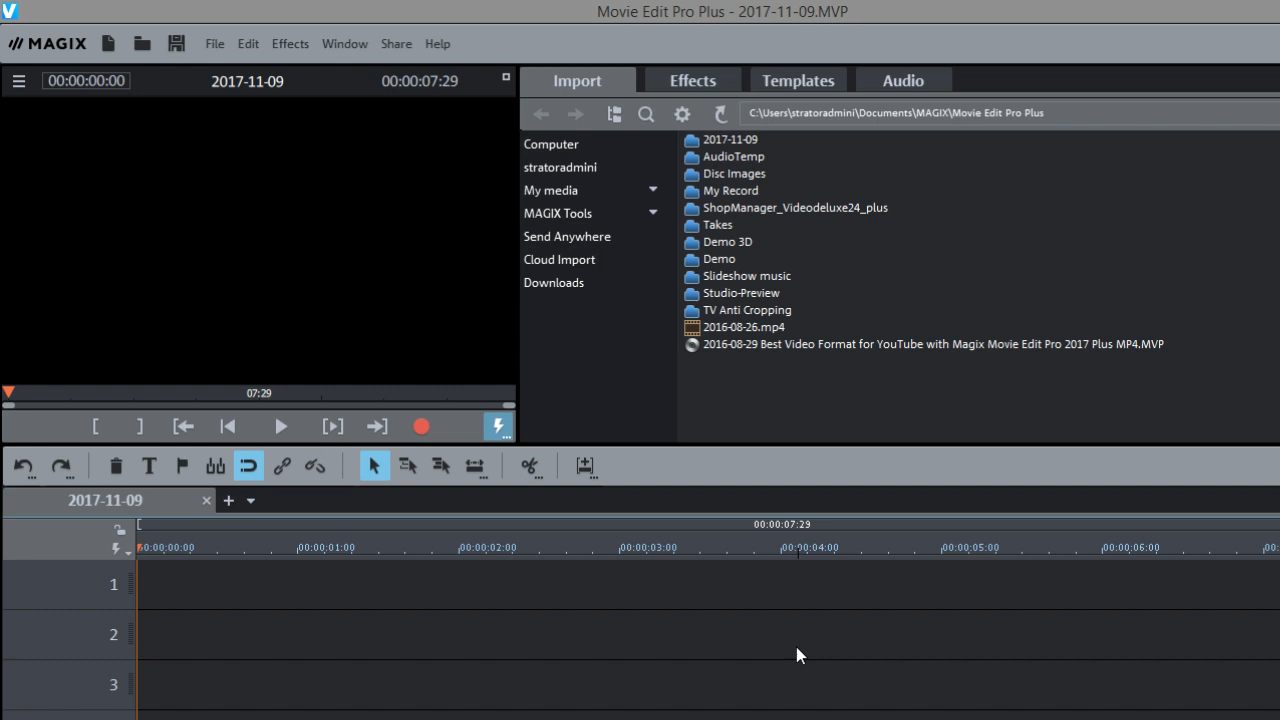 Movie Edit Pro Plus - 2017-11-09.MVP
MAGIX File Edit Effects Window Share Help
00:00:00:00 2017-11-09 00:00:07:29
Import Effects Templates Audio
C:\Users\stratoradmini\Documents\MAGIX\Movie Edit Pro Plus
Computer
stratoradmini
My media
MAGIX Tools
Send Anywhere
Cloud Import
Downloads
2017-11-09
AudioTemp
Disc Images
My Record
ShopManager_Videodeluxe24_plus
Takes
Demo 3D
Demo
Slideshow music
Studio-Preview
TV Anti Cropping
2016-08-26.mp4
2016-08-29 Best Video Format for YouTube with Magix Movie Edit Pro 2017 Plus MP4.MVP
07:29
2017-11-09
00:00:07:29
00:00:00:00 00:00:01:00 00:00:02:00 00:00:03:00 00:00:04:00 00:00:05:00 00:00:06:00 00:
1
2
3